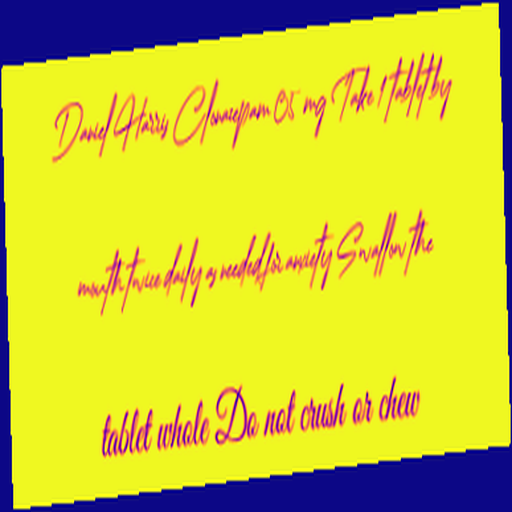 Daniel Harris Clonazepam 0.5 mg Take 1 tablet by
mouth twice daily as needed for anxiety Swallow the
tablet whole Do not crush or chew